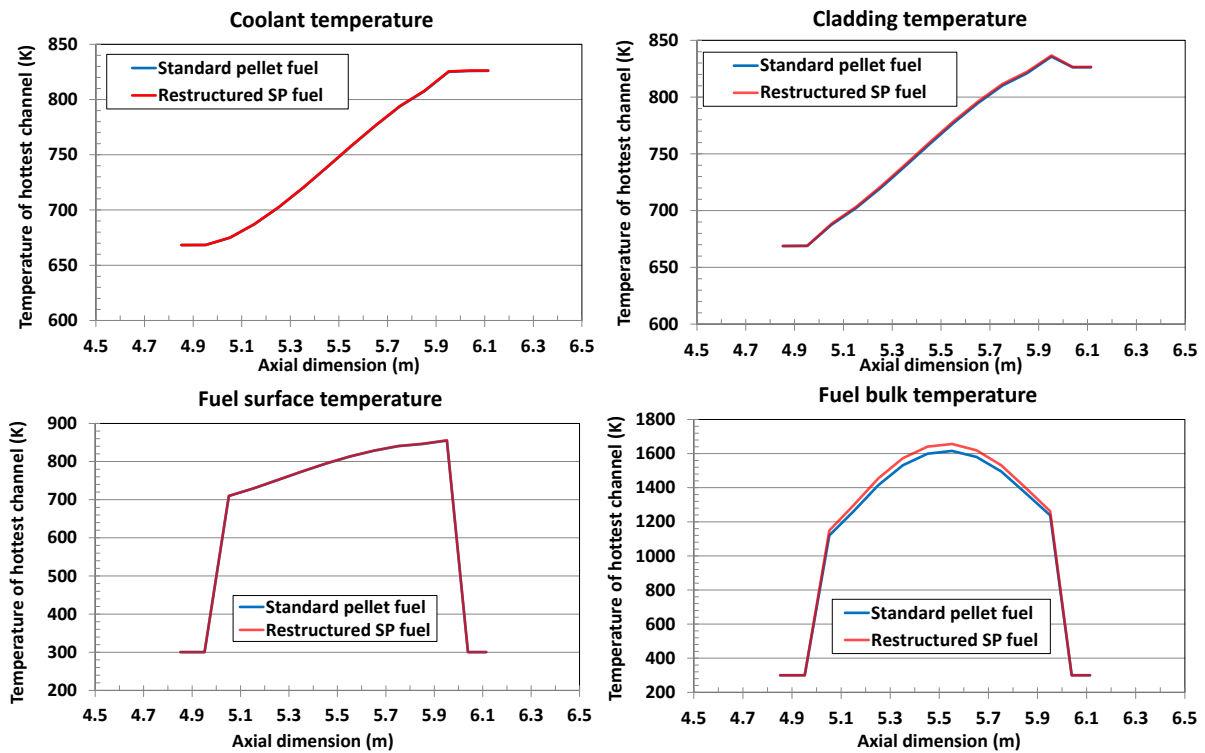 Coolant temperature
Temperature of hottest channel (K)
850
800
750
700
650
600
Standard pellet fuel
Restructured SP fuel
4.5 4.7 4.9 5.1 5.3 5.5 5.7 5.9 6.1 6.3 6.5
Axial dimension (m)
Cladding temperature
Temperature of hottest channel (K)
850
800
750
700
650
600
Standard pellet fuel
Restructured SP fuel
4.5 4.7 4.9 5.1 5.3 5.5 5.7 5.9 6.1 6.3 6.5
Axial dimension (m)
Fuel surface temperature
Temperature of hottest channel (K)
900
800
700
600
500
400
300
200
Standard pellet fuel
Restructured SP fuel
4.5 4.7 4.9 5.1 5.3 5.5 5.7 5.9 6.1 6.3 6.5
Axial dimension (m)
Fuel bulk temperature
Temperature of hottest channel (K)
1800
1600
1400
1200
1000
800
600
400
200
Standard pellet fuel
Restructured SP fuel
4.5 4.7 4.9 5.1 5.3 5.5 5.7 5.9 6.1 6.3 6.5
Axial dimension (m)